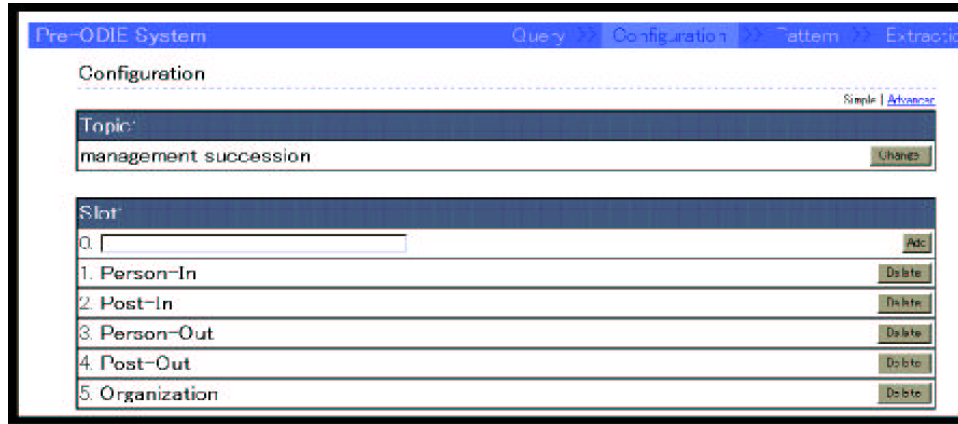 Pre-ODIE System Query >> Configuration >> Pattern >> Extractio
Configuration
Simple | Advanced
Topic:
management succession Change
Slot:
0. Add
1. Person-In Delete
2. Post-In Delete
3. Person-Out Delete
4. Post-Out Delete
5. Organization Delete